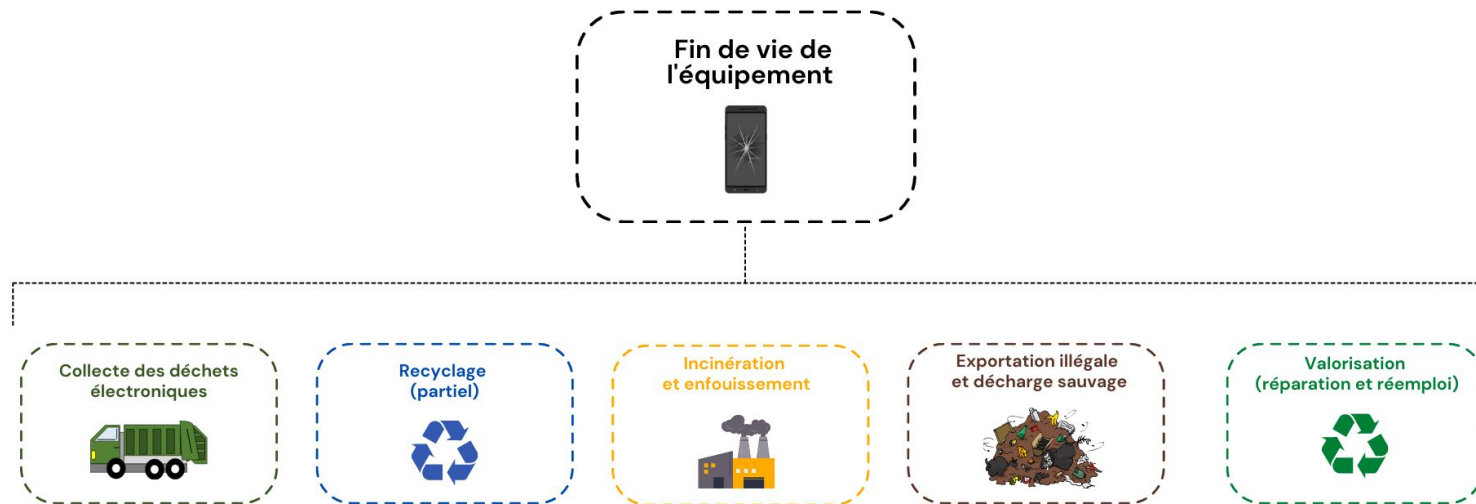 Fin de vie de
l'équipement
Collecte des déchets
électroniques
Recyclage
(partiel)
Incinération
et enfouissement
Exportation illégale
et décharge sauvage
Valorisation
(réparation et réemploi)